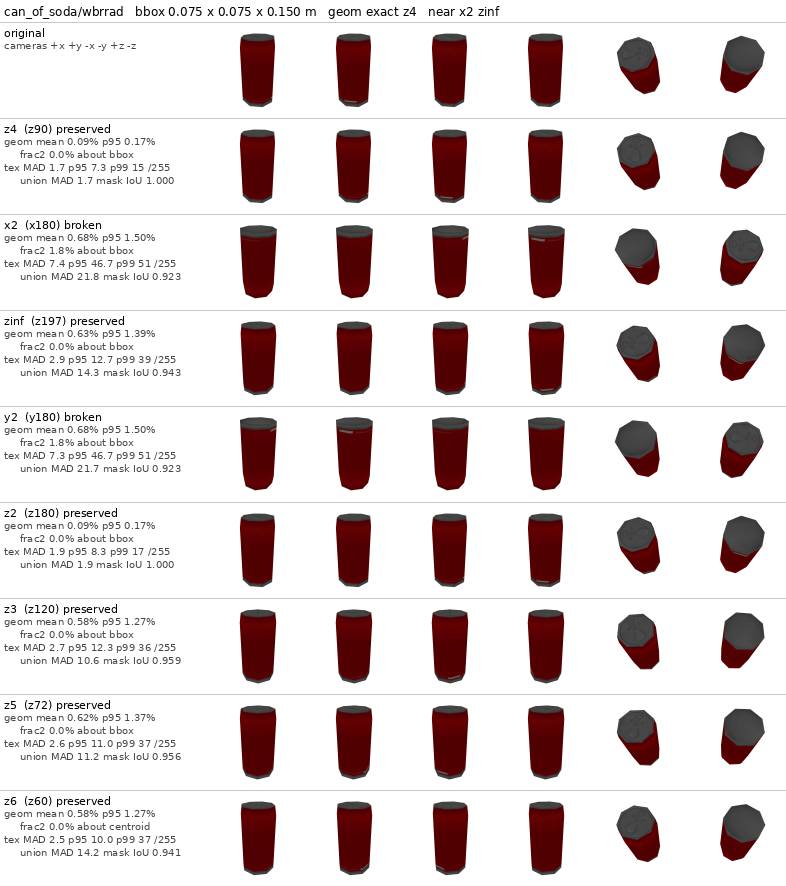 can_of_soda/wbrrad bbox 0.075 x 0.075 x 0.150 m geom exact z4 near x2 zinf
original
cameras +x +y -x -y +z -z
z4 (z90) preserved
geom mean 0.09% p95 0.17%
frac2 0.0% about bbox
tex MAD 1.7 p95 7.3 p99 15 /255
union MAD 1.7 mask IoU 1.000
x2 (x180) broken
geom mean 0.68% p95 1.50%
frac2 1.8% about bbox
tex MAD 7.4 p95 46.7 p99 51 /255
union MAD 21.8 mask IoU 0.923
zinf (z197) preserved
geom mean 0.63% p95 1.39%
frac2 0.0% about bbox
tex MAD 2.9 p95 12.7 p99 39 /255
union MAD 14.3 mask IoU 0.943
y2 (y180) broken
geom mean 0.68% p95 1.50%
frac2 1.8% about bbox
tex MAD 7.3 p95 46.7 p99 51 /255
union MAD 21.7 mask IoU 0.923
z2 (z180) preserved
geom mean 0.09% p95 0.17%
frac2 0.0% about bbox
tex MAD 1.9 p95 8.3 p99 17 /255
union MAD 1.9 mask IoU 1.000
z3 (z120) preserved
geom mean 0.58% p95 1.27%
frac2 0.0% about bbox
tex MAD 2.7 p95 12.3 p99 36 /255
union MAD 10.6 mask IoU 0.959
z5 (z72) preserved
geom mean 0.62% p95 1.37%
frac2 0.0% about bbox
tex MAD 2.6 p95 11.0 p99 37 /255
union MAD 11.2 mask IoU 0.956
z6 (z60) preserved
geom mean 0.58% p95 1.27%
frac2 0.0% about centroid
tex MAD 2.5 p95 10.0 p99 37 /255
union MAD 14.2 mask IoU 0.941